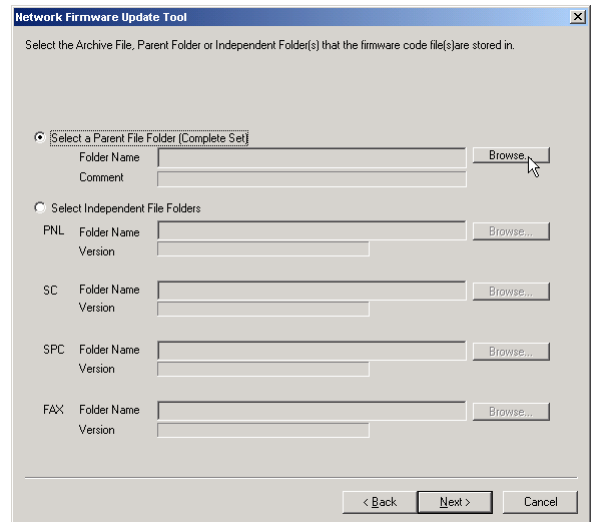 Network Firmware Update Tool
Select the Archive File, Parent Folder or Independent Folder(s) that the firmware code file(s)are stored in.
Select a Parent File Folder (Complete Set)
Folder Name Browse...
Comment
Select Independent File Folders
PNL Folder Name Browse...
Version
SC Folder Name Browse...
Version
SPC Folder Name Browse...
Version
FAX Folder Name Browse...
Version
< Back Next > Cancel